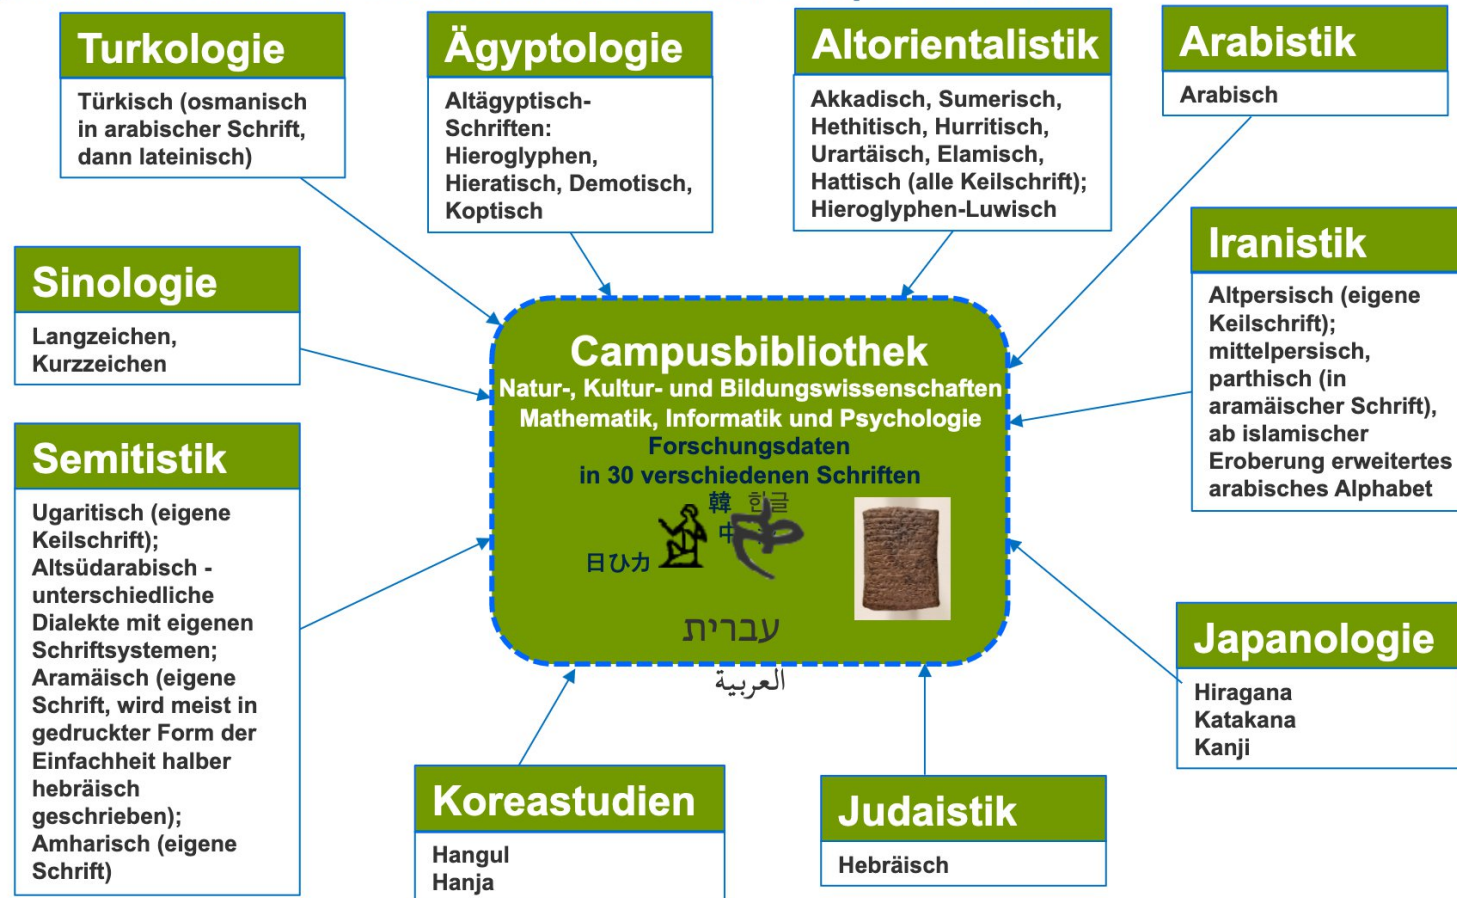 Turkologie
Türkisch (osmanisch
in arabischer Schrift,
dann lateinisch)
Ägyptologie
Altägyptisch-
Schriften:
Hieroglyphen,
Hieratisch, Demotisch,
Koptisch
Altorientalistik
Akkadisch, Sumerisch,
Hethitisch, Hurritisch,
Urartäisch, Elamisch,
Hattisch (alle Keilschrift);
Hieroglyphen-Luwisch
Arabistik
Arabisch
Sinologie
Langzeichen,
Kurzzeichen
Iranistik
Altpersisch (eigene
Keilschrift);
mittelpersisch,
parthisch (in
aramäischer Schrift),
ab islamischer
Eroberung erweitertes
arabisches Alphabet
Campusbibliothek
Natur-, Kultur- und Bildungswissenschaften
Mathematik, Informatik und Psychologie
Forschungsdaten
in 30 verschiedenen Schriften
韓 한글
中
日ひカ
עברית
العربية
Semitistik
Ugaritisch (eigene
Keilschrift);
Altsüdarabisch -
unterschiedliche
Dialekte mit eigenen
Schriftsystemen;
Aramäisch (eigene
Schrift, wird meist in
gedruckter Form der
Einfachheit halber
hebräisch
geschrieben);
Amharisch (eigene
Schrift)
Japanologie
Hiragana
Katakana
Kanji
Koreastudien
Hangul
Hanja
Judaistik
Hebräisch